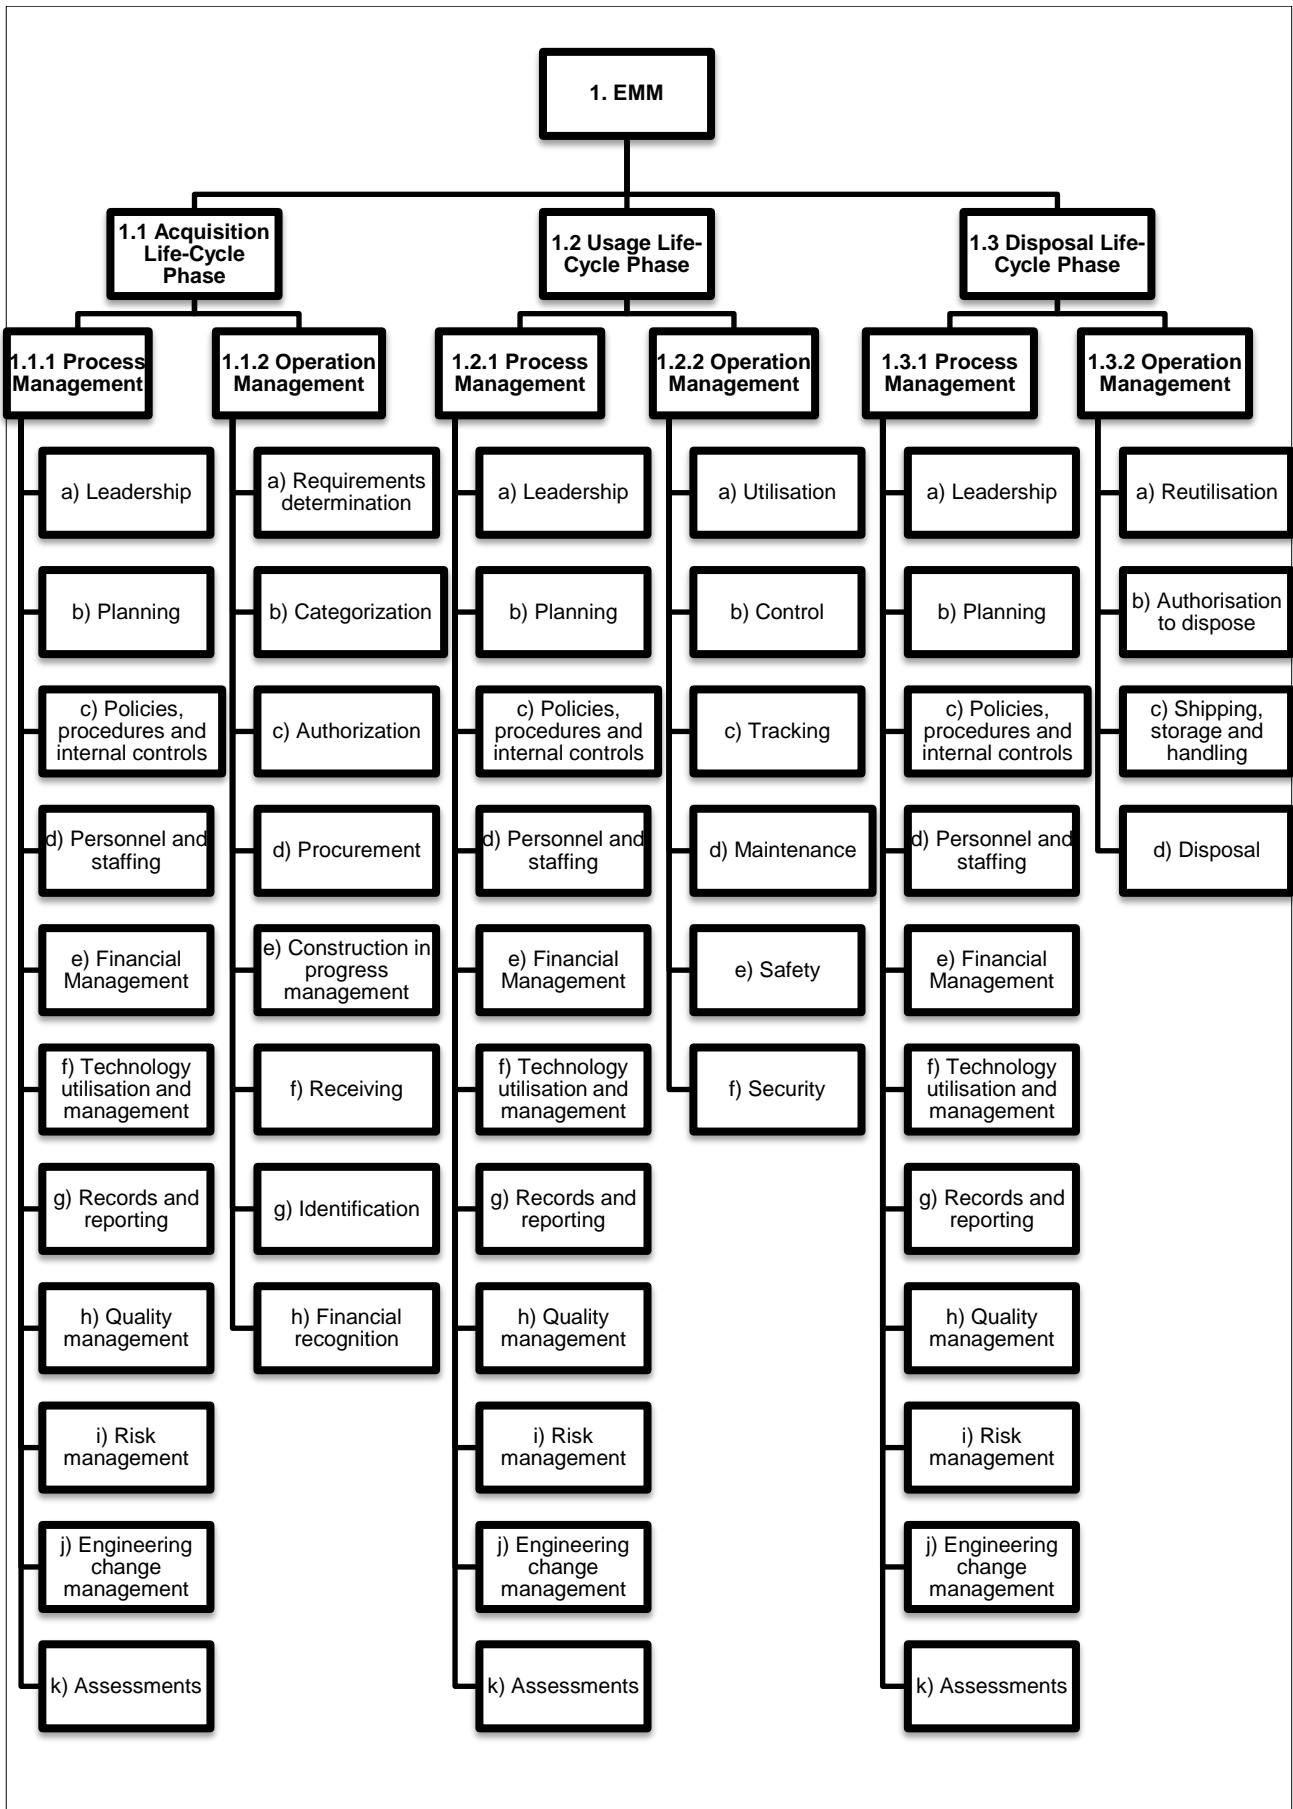 1. EMM
1.1 Acquisition
Life-Cycle
Phase
1.2 Usage Life-
Cycle Phase
1.3 Disposal Life-
Cycle Phase
1.1.1 Process
Management
1.1.2 Operation
Management
1.2.1 Process
Management
1.2.2 Operation
Management
1.3.1 Process
Management
1.3.2 Operation
Management
a) Leadership
b) Planning
c) Policies,
procedures and
internal controls
d) Personnel and
staffing
e) Financial
Management
f) Technology
utilisation and
management
g) Records and
reporting
h) Quality
management
i) Risk
management
j) Engineering
change
management
k) Assessments
a) Requirements
determination
b) Categorization
c) Authorization
d) Procurement
e) Construction in
progress
management
f) Receiving
g) Identification
h) Financial
recognition
a) Leadership
b) Planning
c) Policies,
procedures and
internal controls
d) Personnel and
staffing
e) Financial
Management
f) Technology
utilisation and
management
g) Records and
reporting
h) Quality
management
i) Risk
management
j) Engineering
change
management
k) Assessments
a) Utilisation
b) Control
c) Tracking
d) Maintenance
e) Safety
f) Security
a) Leadership
b) Planning
c) Policies,
procedures and
internal controls
d) Personnel and
staffing
e) Financial
Management
f) Technology
utilisation and
management
g) Records and
reporting
h) Quality
management
i) Risk
management
j) Engineering
change
management
k) Assessments
a) Reutilisation
b) Authorisation
to dispose
c) Shipping,
storage and
handling
d) Disposal